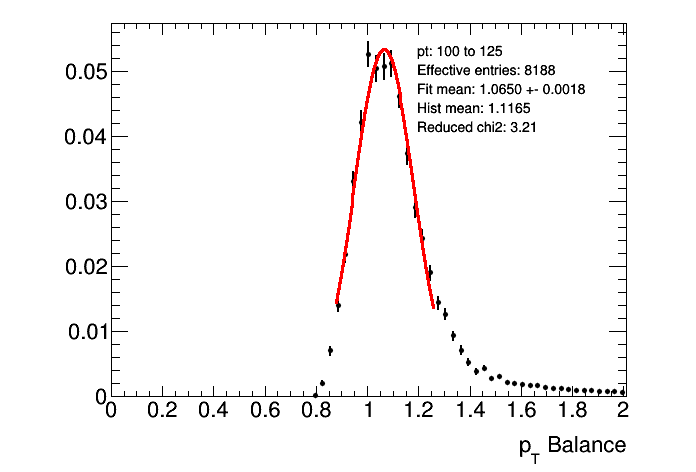 pt: 100 to 125
Effective entries: 8188
Fit mean: 1.0650 +- 0.0018
Hist mean: 1.1165
Reduced chi2: 3.21
0.05
0.04
0.03
0.02
0.01
0
0 0.2 0.4 0.6 0.8 1 1.2 1.4 1.6 1.8 2
pT Balance